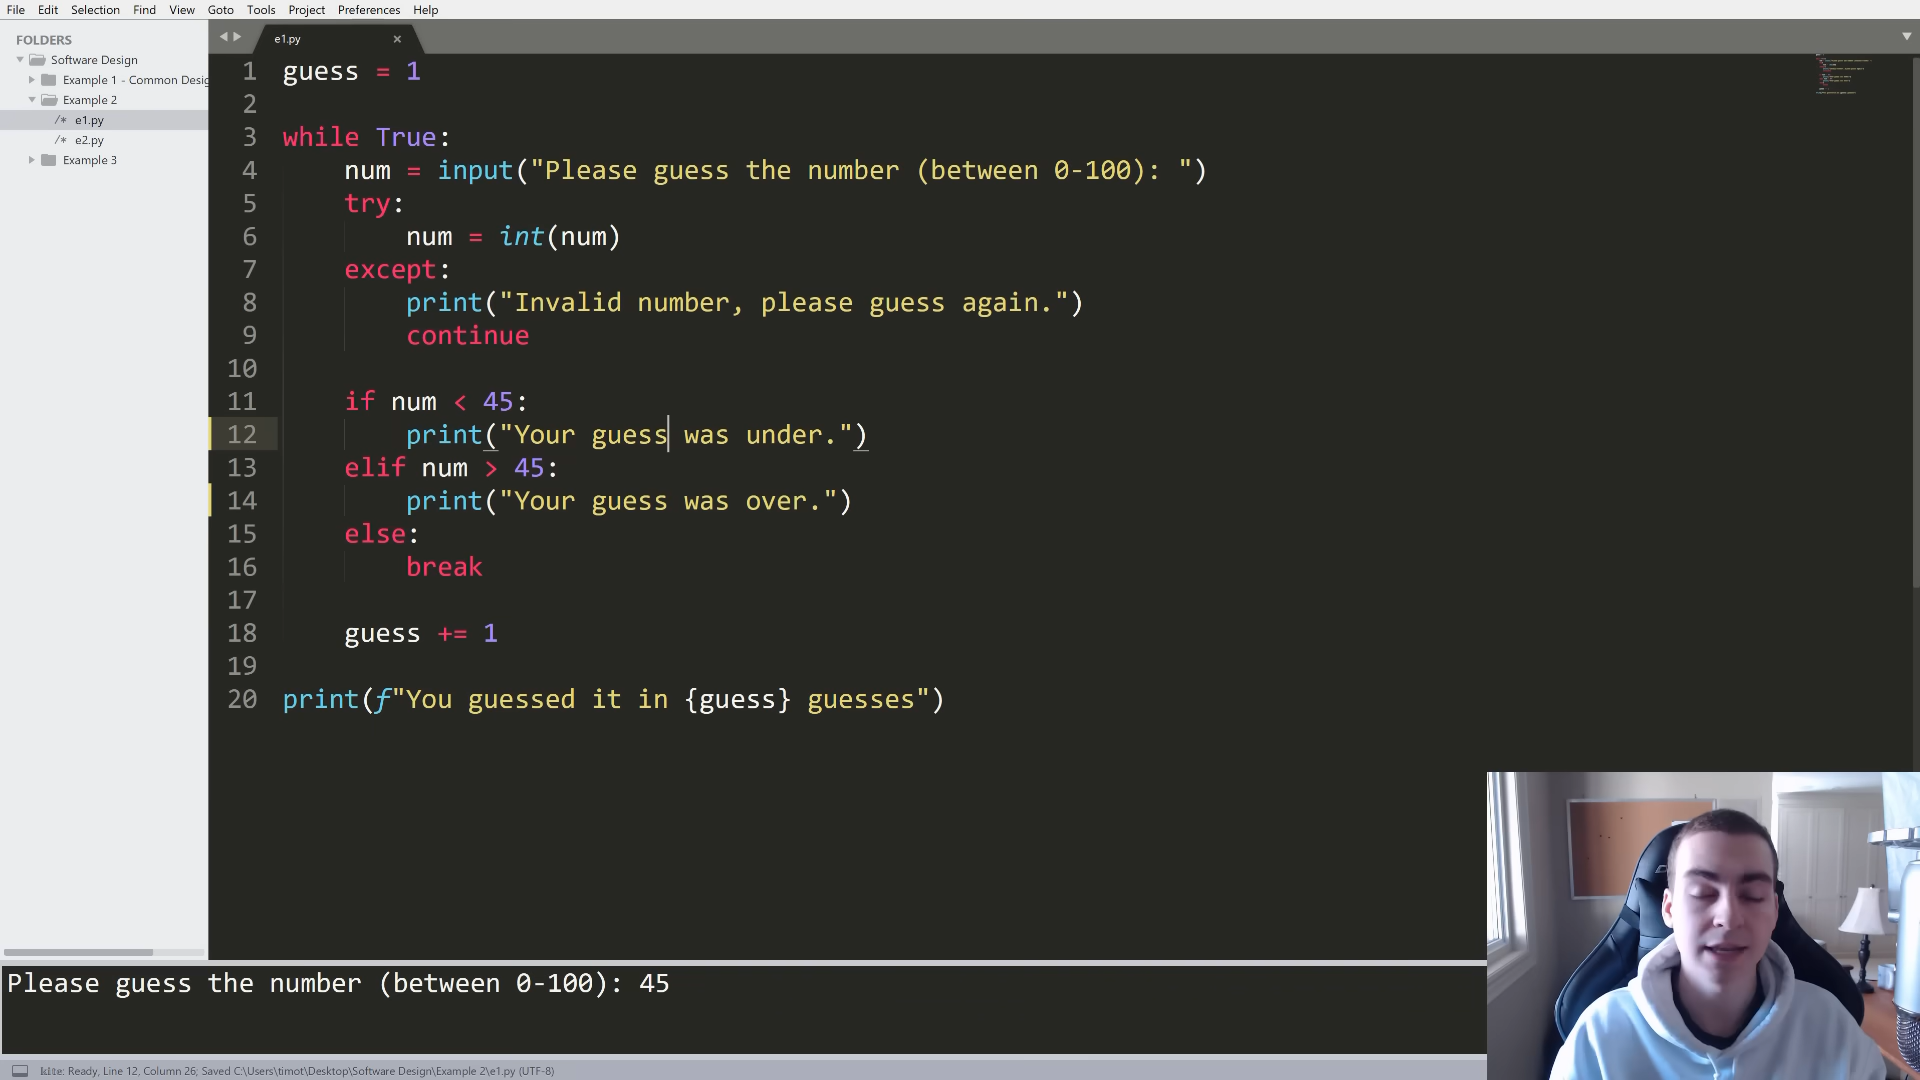 File Edit Selection Find View Goto Tools Project Preferences Help
FOLDERS
Software Design
Example 1 - Common Desig
Example 2
/* e1.py
/* e2.py
Example 3
e1.py ×
1 guess = 1
2
3 while True:
4     num = input("Please guess the number (between 0-100): ")
5     try:
6         num = int(num)
7     except:
8         print("Invalid number, please guess again.")
9         continue
10
11     if num < 45:
12         print("Your guess was under.")
13     elif num > 45:
14         print("Your guess was over.")
15     else:
16         break
17
18     guess += 1
19
20 print(f"You guessed it in {guess} guesses")
Please guess the number (between 0-100): 45
Ready, Line 12, Column 26; Saved C:\Users\timot\Desktop\Software Design\Example 2\e1.py (UTF-8)